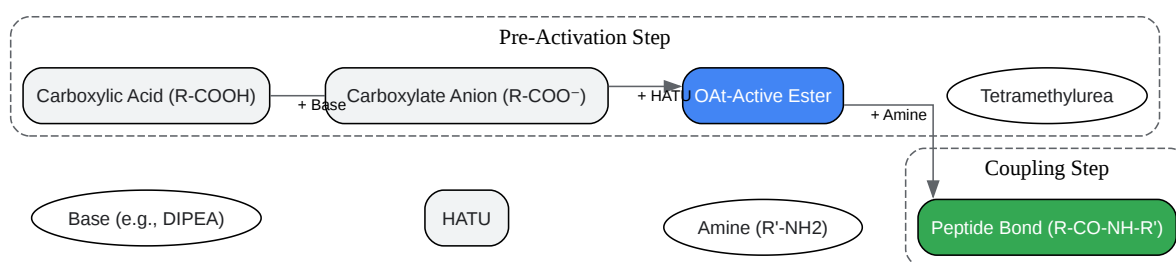 Pre-Activation Step
Carboxylic Acid (R-COOH)
+ Base
Carboxylate Anion (R-COO⁻)
+ HATU
OAt-Active Ester
Tetramethylurea
+ Amine
Coupling Step
Base (e.g., DIPEA)
HATU
Amine (R'-NH2)
Peptide Bond (R-CO-NH-R')